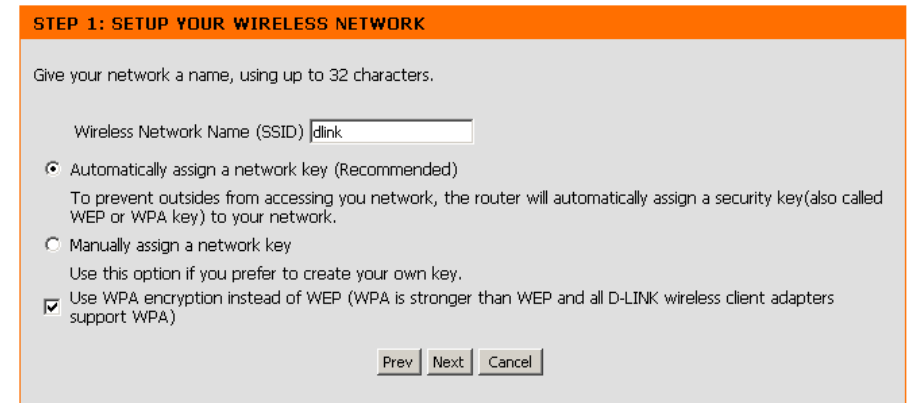 STEP 1: SETUP YOUR WIRELESS NETWORK
Give your network a name, using up to 32 characters.
Wireless Network Name (SSID) dlink
Automatically assign a network key (Recommended)
To prevent outsides from accessing you network, the router will automatically assign a security key(also called
WEP or WPA key) to your network.
Manually assign a network key
Use this option if you prefer to create your own key.
Use WPA encryption instead of WEP (WPA is stronger than WEP and all D-LINK wireless client adapters
support WPA)
Prev Next Cancel